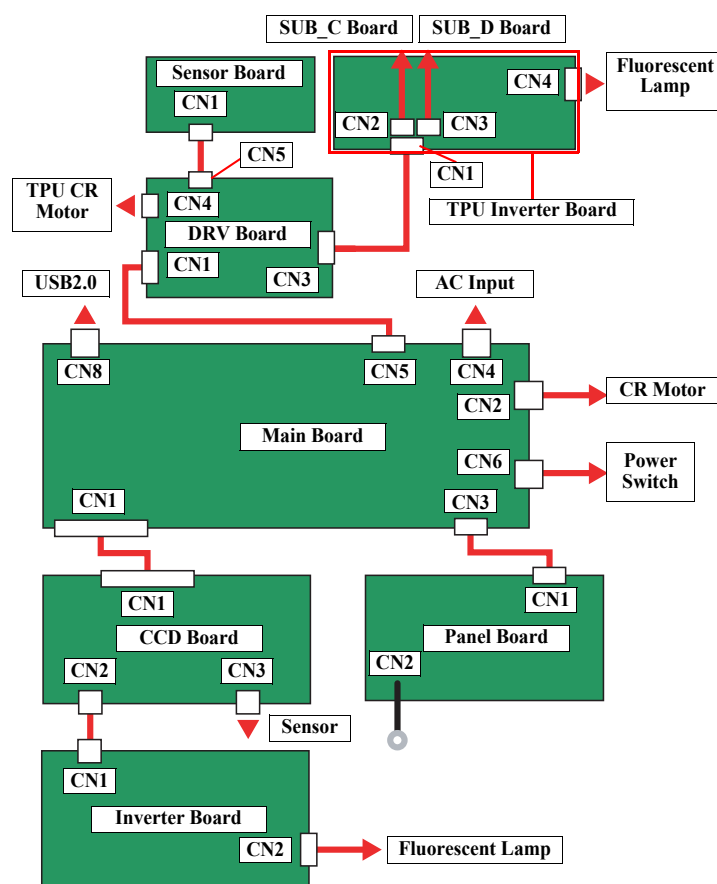 SUB_C Board
SUB_D Board
Sensor Board
CN1
CN4
Fluorescent
Lamp
CN2
CN3
CN5
CN1
TPU CR
Motor
CN4
TPU Inverter Board
DRV Board
CN1
CN3
USB2.0
AC Input
CN8
CN5
CN4
CN2
CR Motor
Main Board
CN6
Power
Switch
CN1
CN3
CN1
CN1
CCD Board
Panel Board
CN2
CN3
CN2
Sensor
CN1
Inverter Board
CN2
Fluorescent Lamp